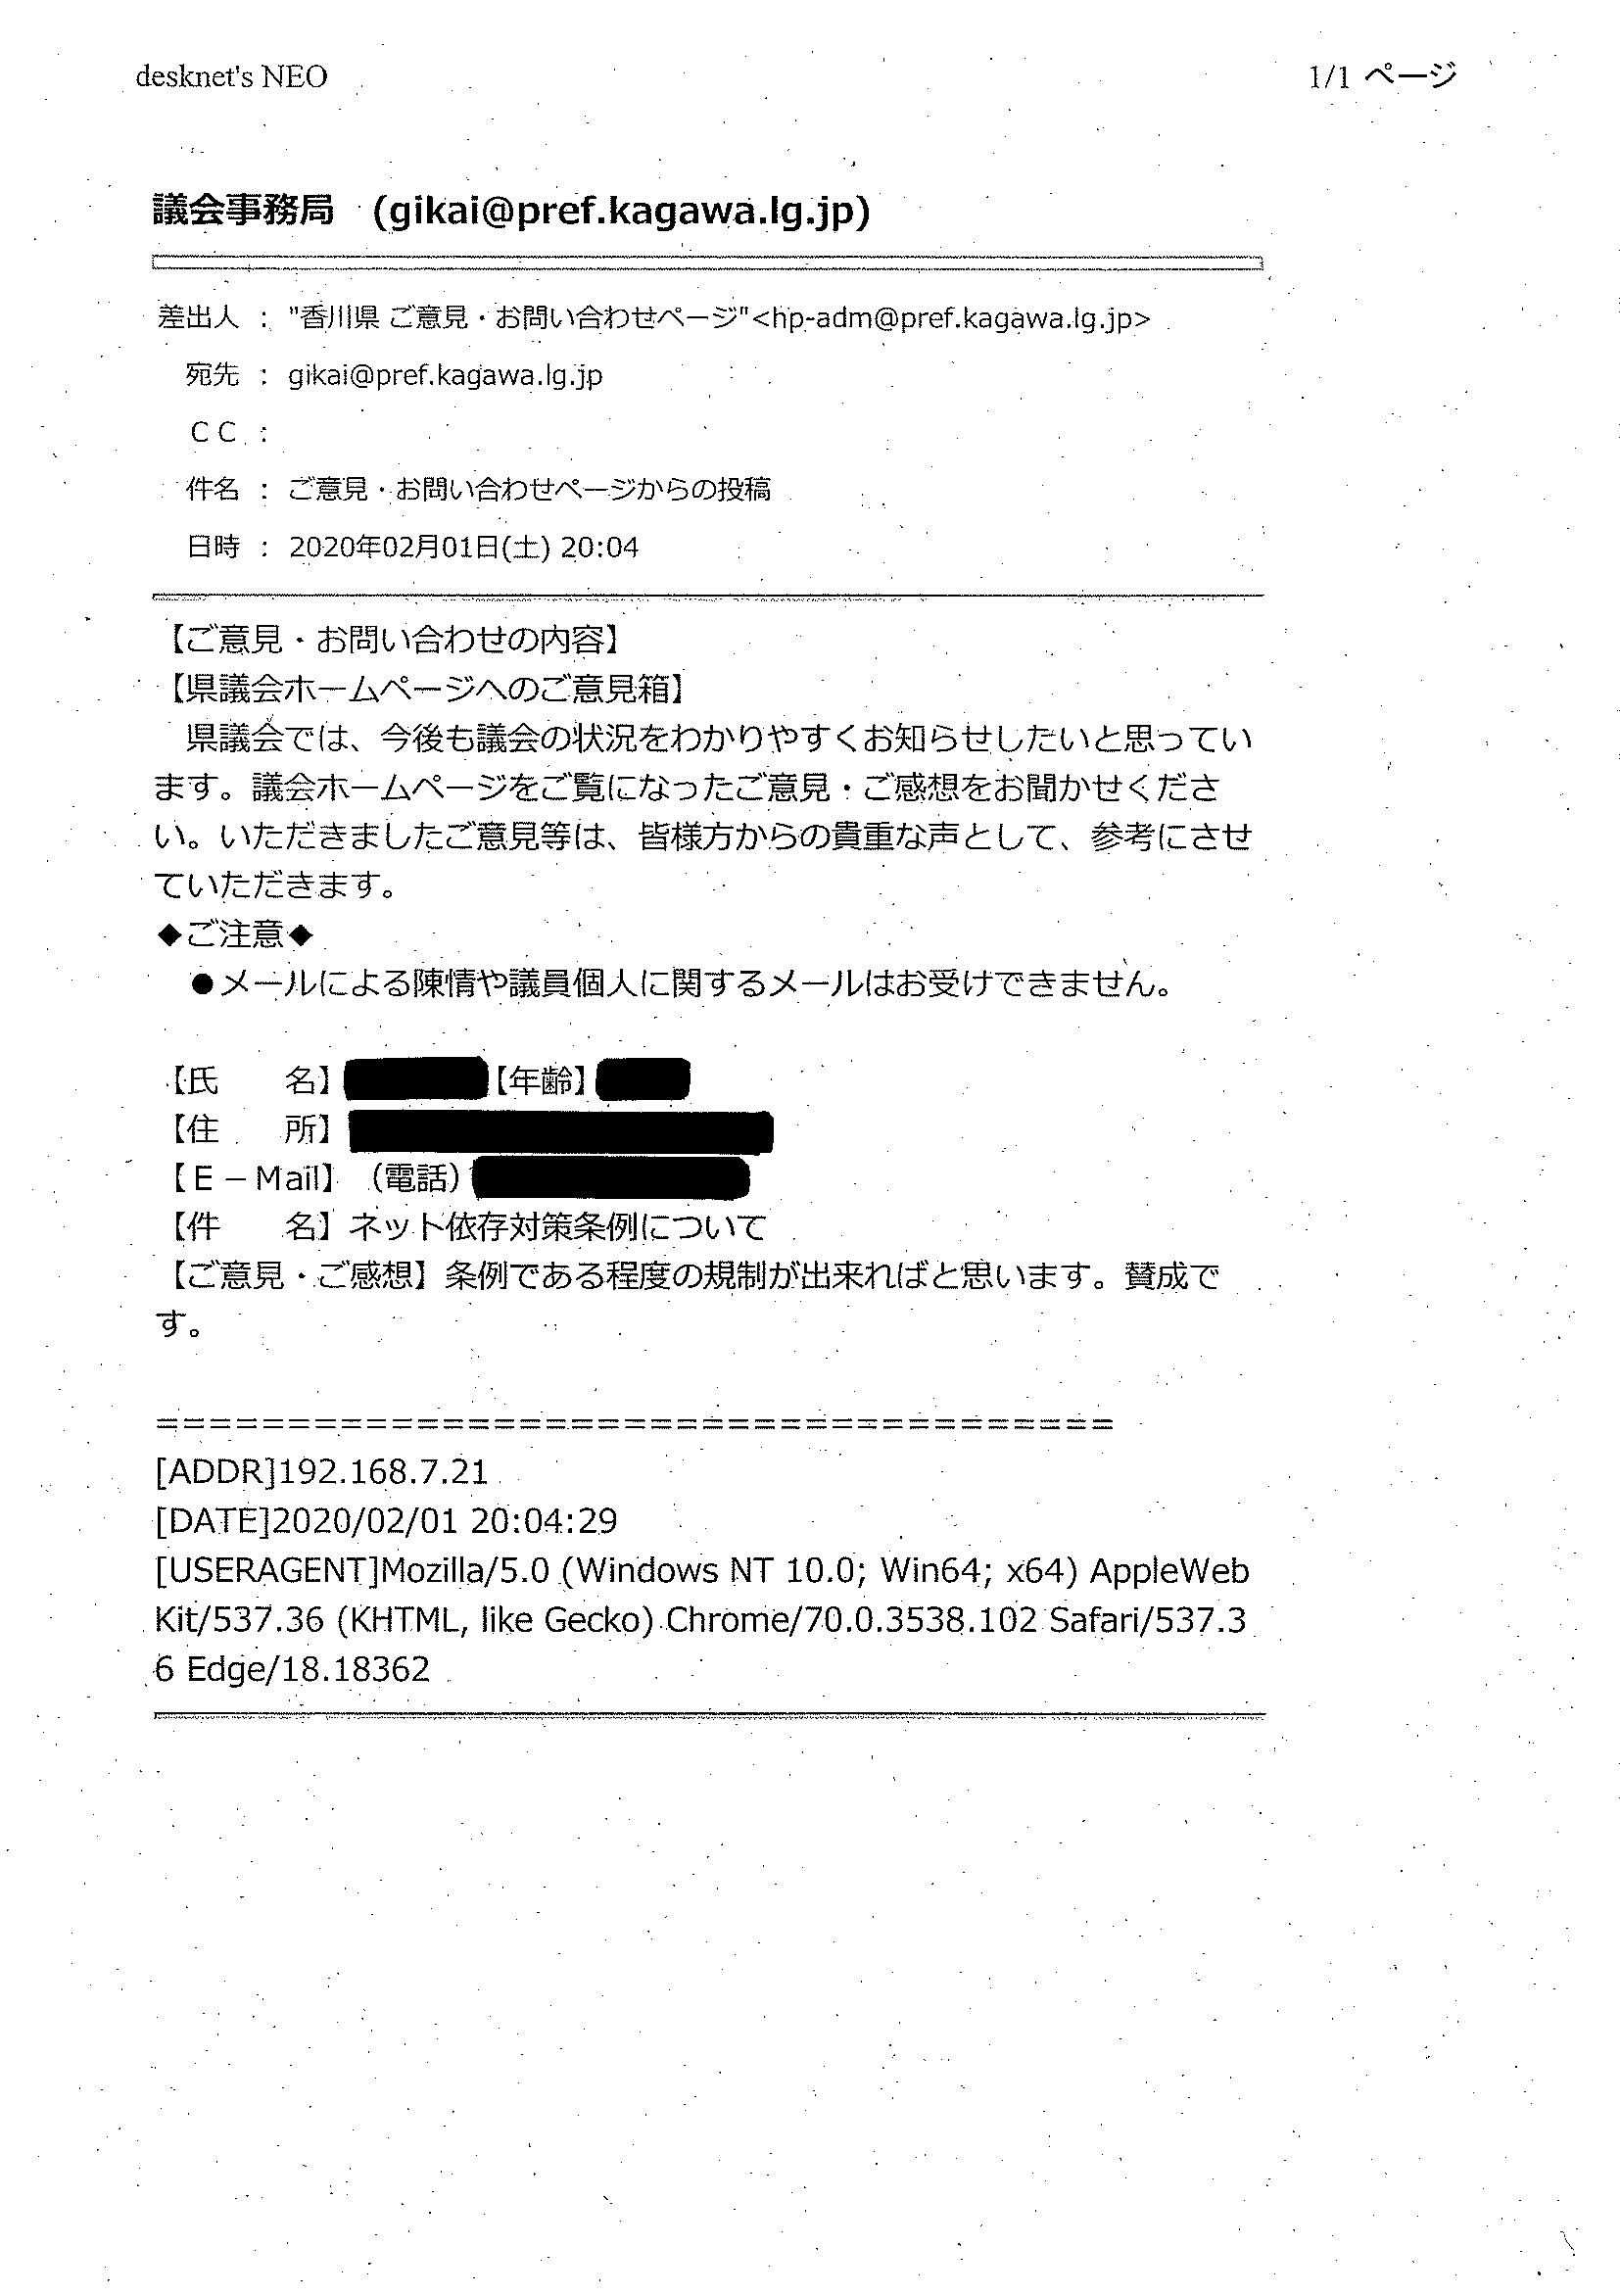 desknet's NEO
1/1 ページ
議会事務局 (gikai@pref.kagawa.lg.jp)
差出人 : "香川県 ご意見・お問い合わせページ"<hp-adm@pref.kagawa.lg.jp>
宛先 : gikai@pref.kagawa.lg.jp
ＣＣ :
件名 : ご意見・お問い合わせページからの投稿
日時 : 2020年02月01日(土) 20:04
【ご意見・お問い合わせの内容】
【県議会ホームページへのご意見箱】
　県議会では、今後も議会の状況をわかりやすくお知らせしたいと思ってい
ます。議会ホームページをご覧になったご意見・ご感想をお聞かせくださ
い。いただきましたご意見等は、皆様方からの貴重な声として、参考にさせ
ていただきます。
◆ご注意◆
　●メールによる陳情や議員個人に関するメールはお受けできません。
【氏　　名】【年齢】
【住　　所】
【Ｅ－Mail】（電話）
【件　　名】ネット依存対策条例について
【ご意見・ご感想】条例である程度の規制が出来ればと思います。賛成で
す。
=====================================
[ADDR]192.168.7.21
[DATE]2020/02/01 20:04:29
[USERAGENT]Mozilla/5.0 (Windows NT 10.0; Win64; x64) AppleWeb
Kit/537.36 (KHTML, like Gecko) Chrome/70.0.3538.102 Safari/537.3
6 Edge/18.18362